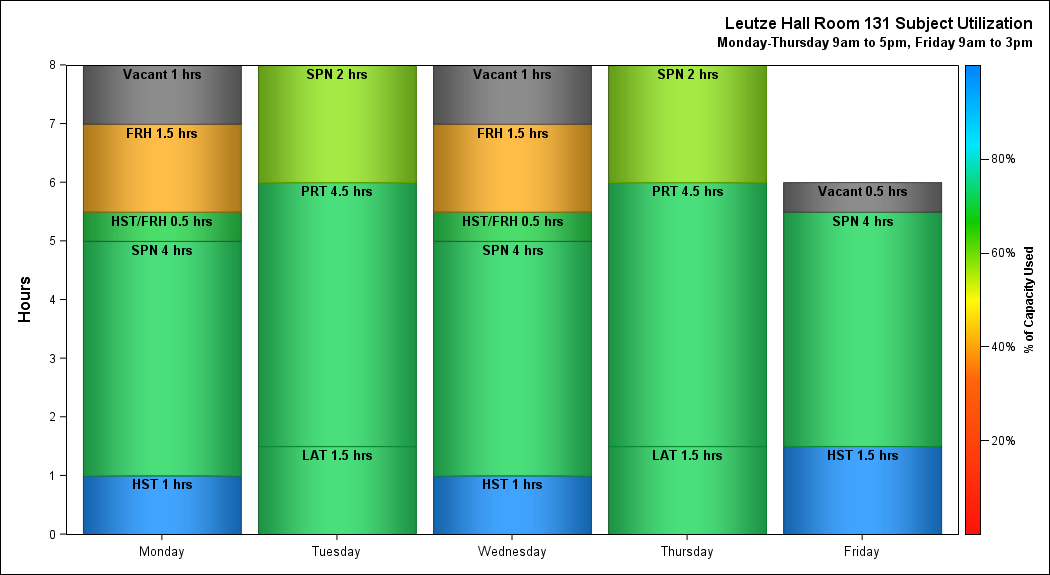 Leutze Hall Room 131 Subject Utilization
Monday-Thursday 9am to 5pm, Friday 9am to 3pm
Hours
8
7
6
5
4
3
2
1
0
Vacant 1 hrs
FRH 1.5 hrs
HST/FRH 0.5 hrs
SPN 4 hrs
HST 1 hrs
SPN 2 hrs
PRT 4.5 hrs
LAT 1.5 hrs
Vacant 1 hrs
FRH 1.5 hrs
HST/FRH 0.5 hrs
SPN 4 hrs
HST 1 hrs
SPN 2 hrs
PRT 4.5 hrs
LAT 1.5 hrs
Vacant 0.5 hrs
SPN 4 hrs
HST 1.5 hrs
Monday
Tuesday
Wednesday
Thursday
Friday
80%
60%
40%
20%
% of Capacity Used